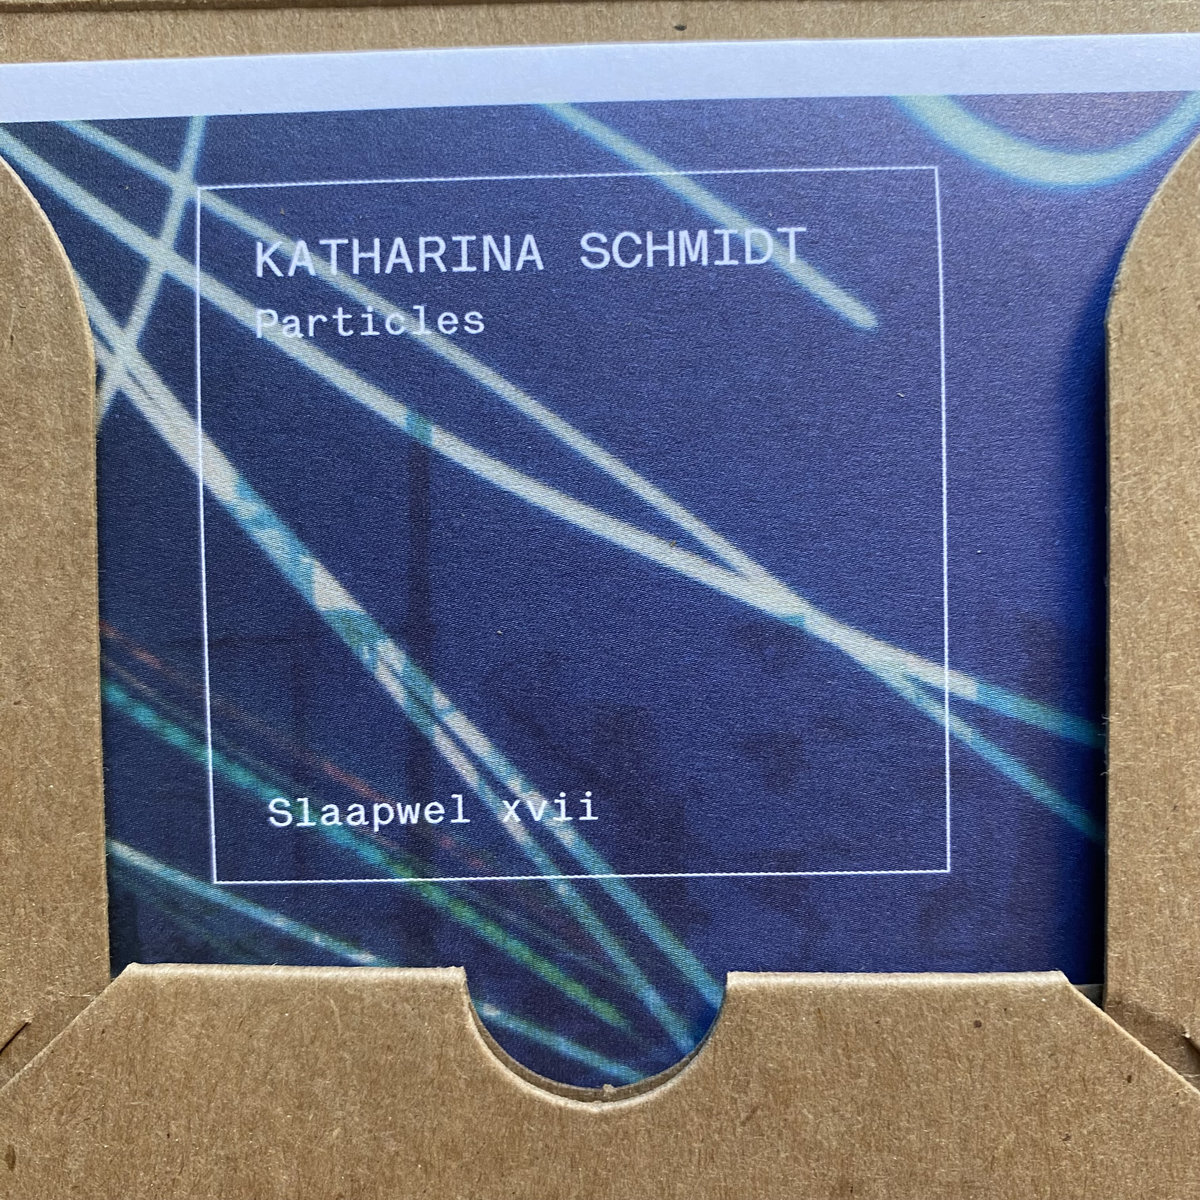 KATHARINA SCHMIDT
Particles
Slaapwel xvii